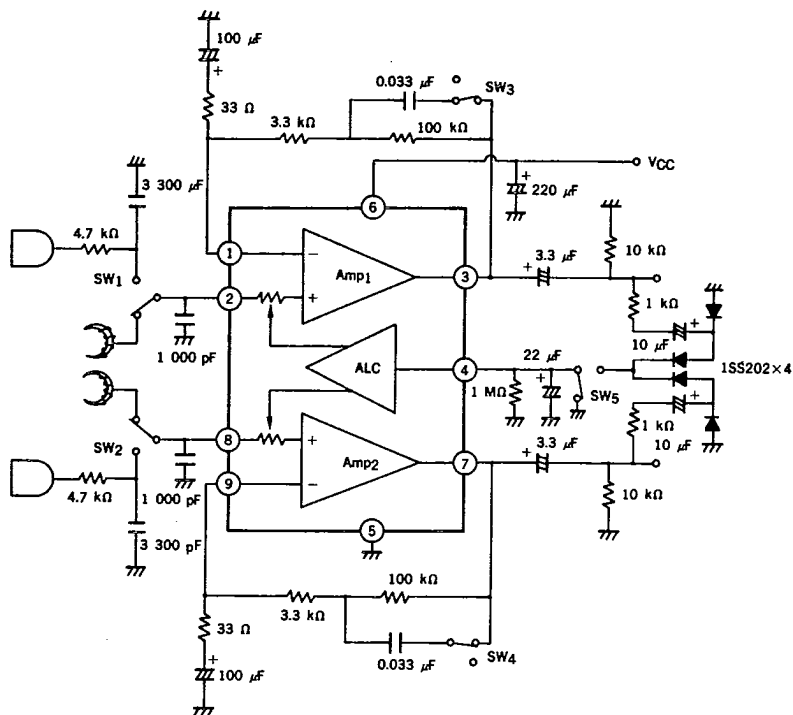 100 μF
+
33 Ω
0.033 μF
SW3
3.3 kΩ
100 kΩ
VCC
+
220 μF
3 300 μF
4.7 kΩ
SW1
6
1
−
Amp1
3
3.3 μF
+
10 kΩ
2
+
1 000 pF
1 kΩ
+
10 μF
ALC
4
22 μF
+
1 MΩ
SW5
1SS202×4
+
1 kΩ
10 μF
8
+
Amp2
7
3.3 μF
+
SW2
9
−
4.7 kΩ
1 000 pF
10 kΩ
5
3 300 pF
100 kΩ
3.3 kΩ
33 Ω
0.033 μF
SW4
+
100 μF